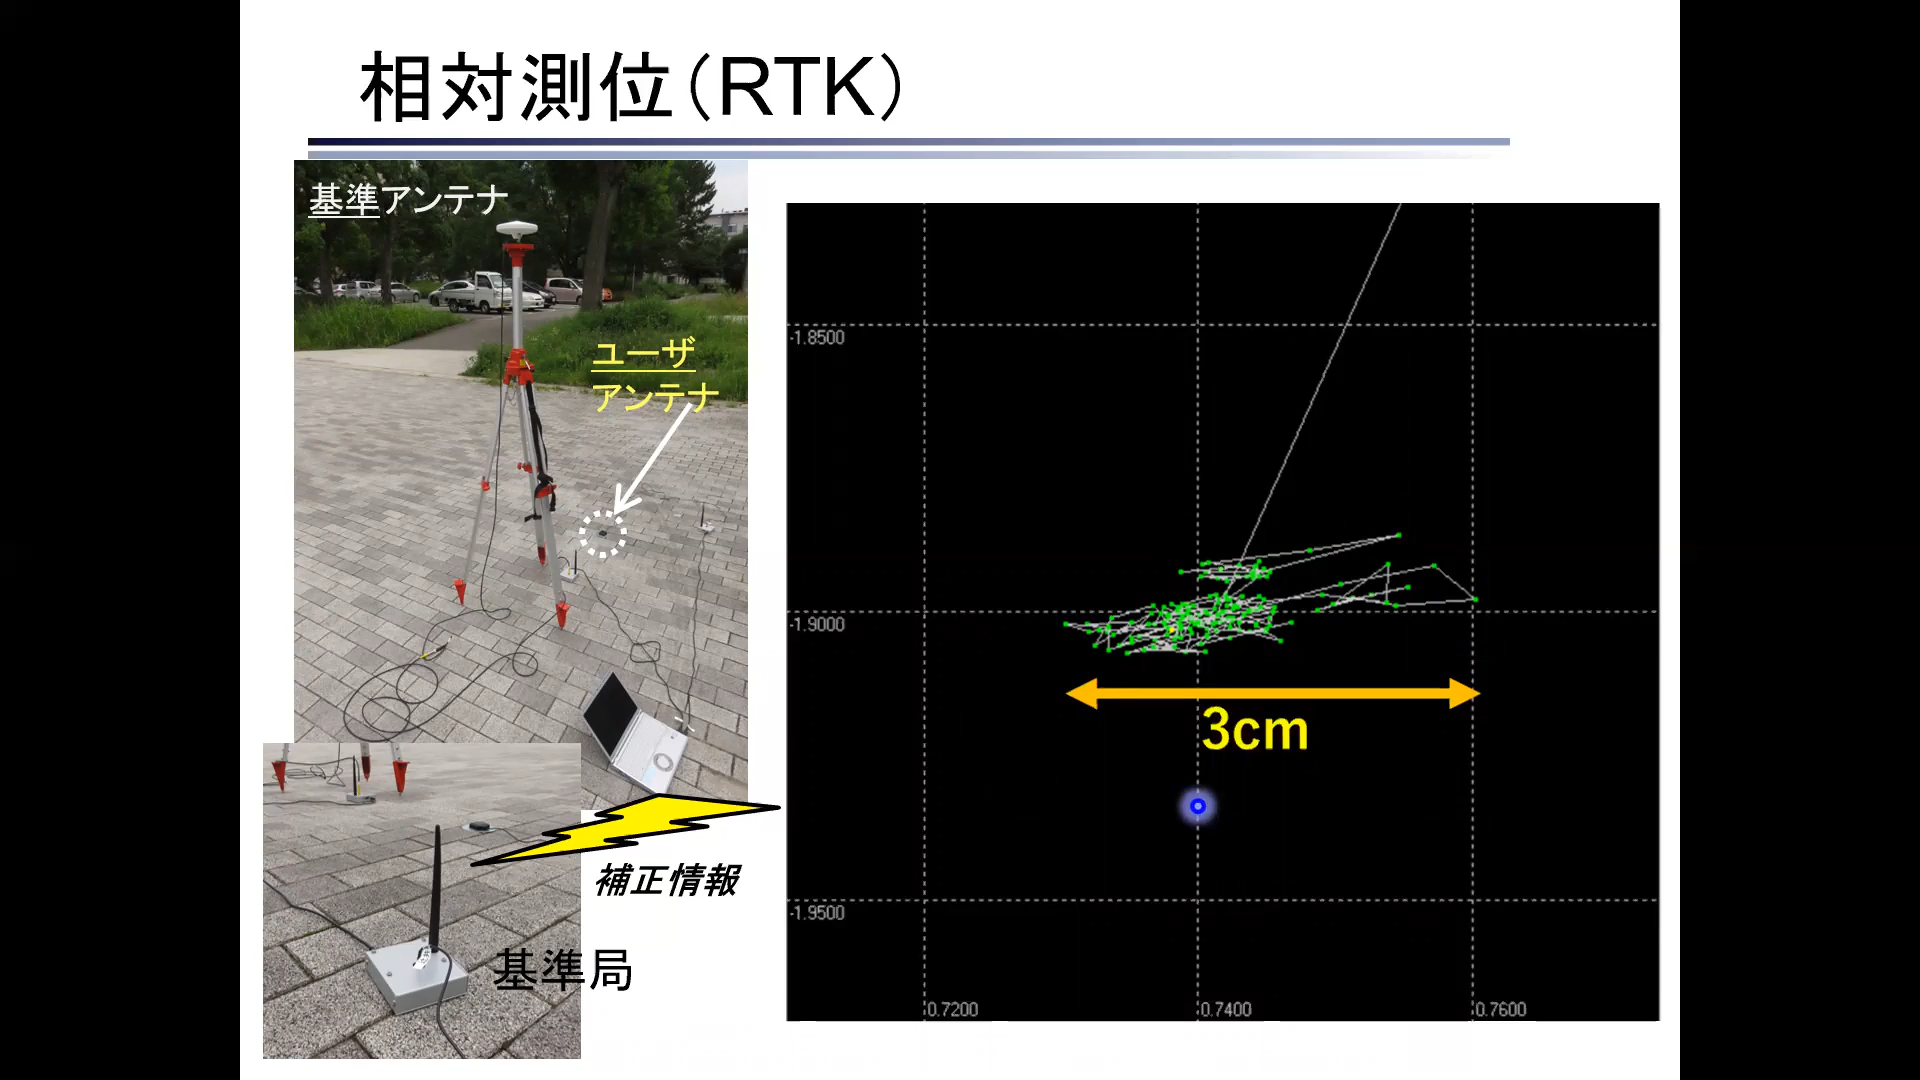 相対測位（RTK）
基準アンテナ
ユーザ
アンテナ
補正情報
基準局
-1.8500
-1.9000
3cm
-1.9500
0.7200
0.7400
0.7600